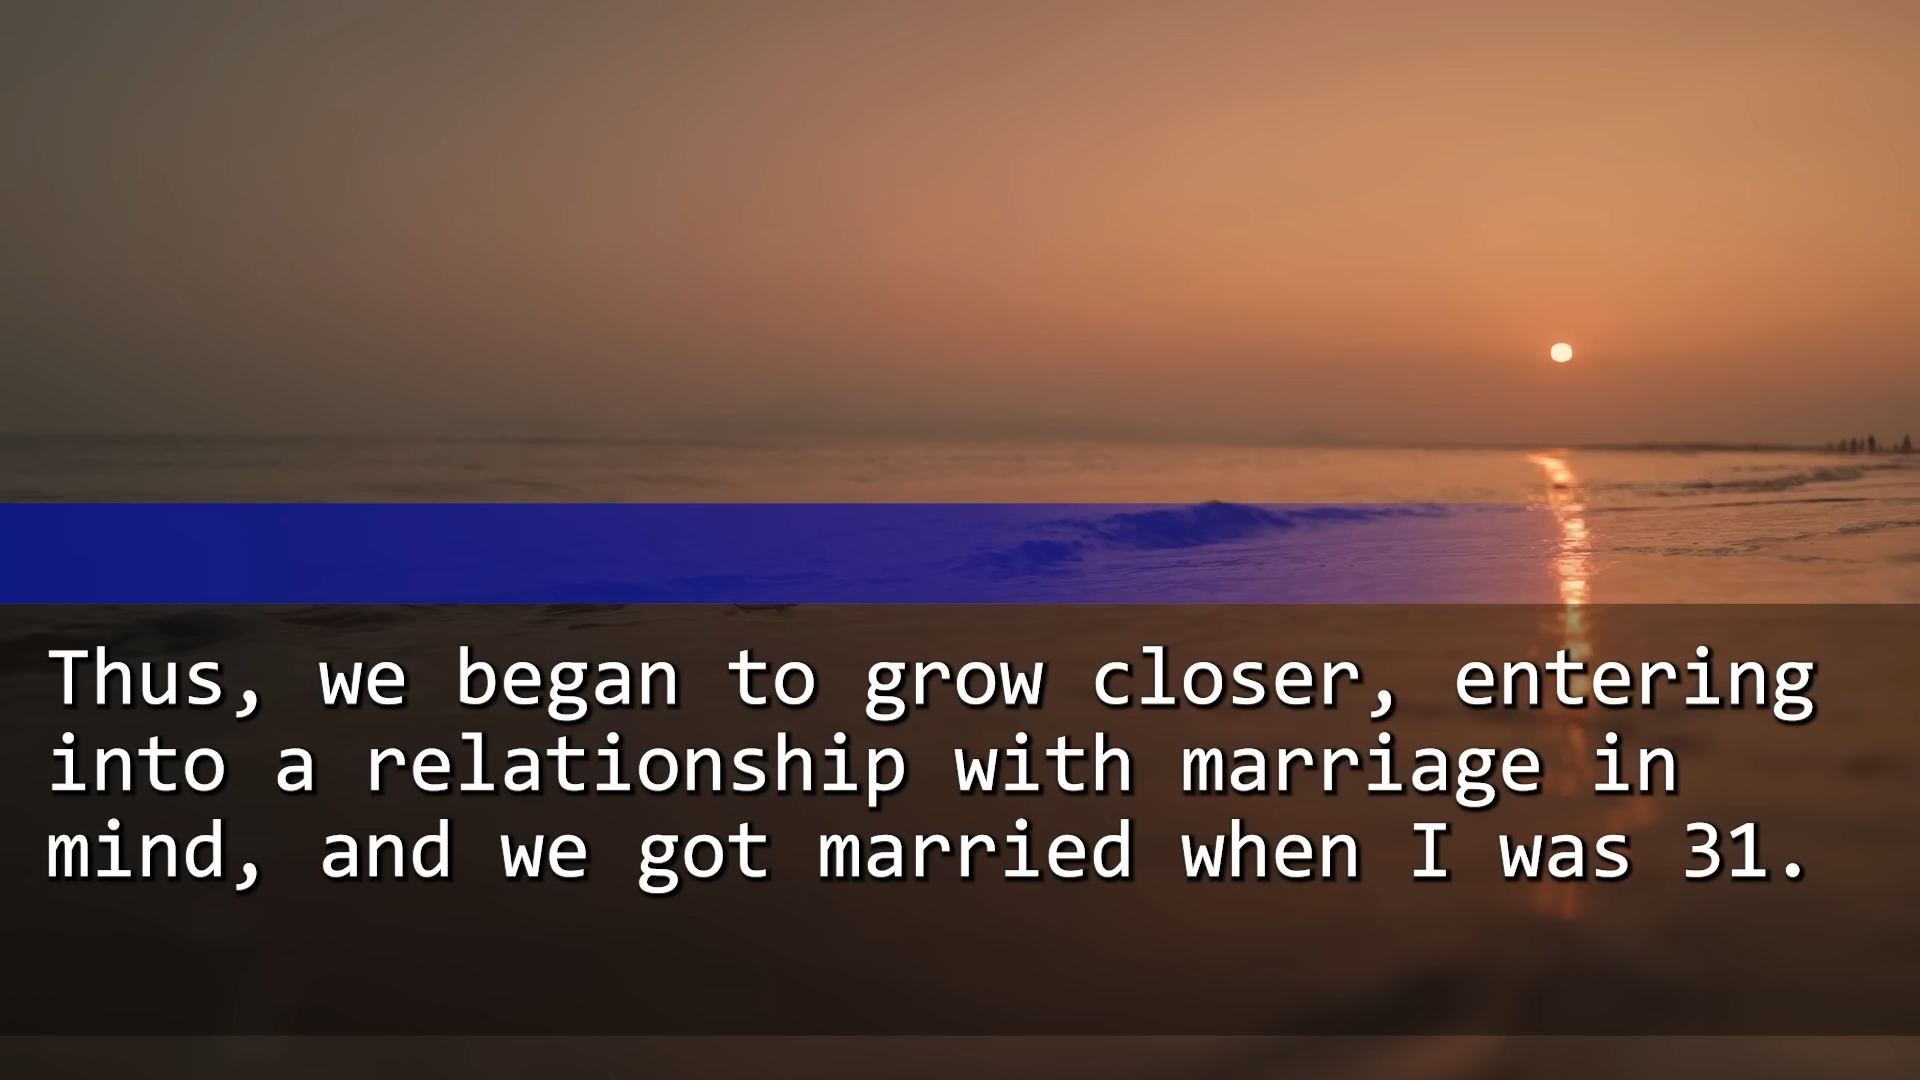 Thus, we began to grow closer, entering
into a relationship with marriage in
mind, and we got married when I was 31.